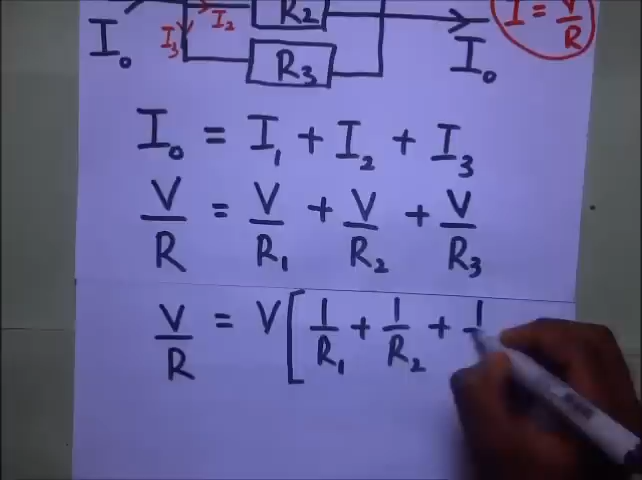 R₂
I = V/R
I₃ I₂
I₀ R₃ I₀
I₀ = I₁ + I₂ + I₃
V/R = V/R₁ + V/R₂ + V/R₃
V/R = V[1/R₁ + 1/R₂ + 1